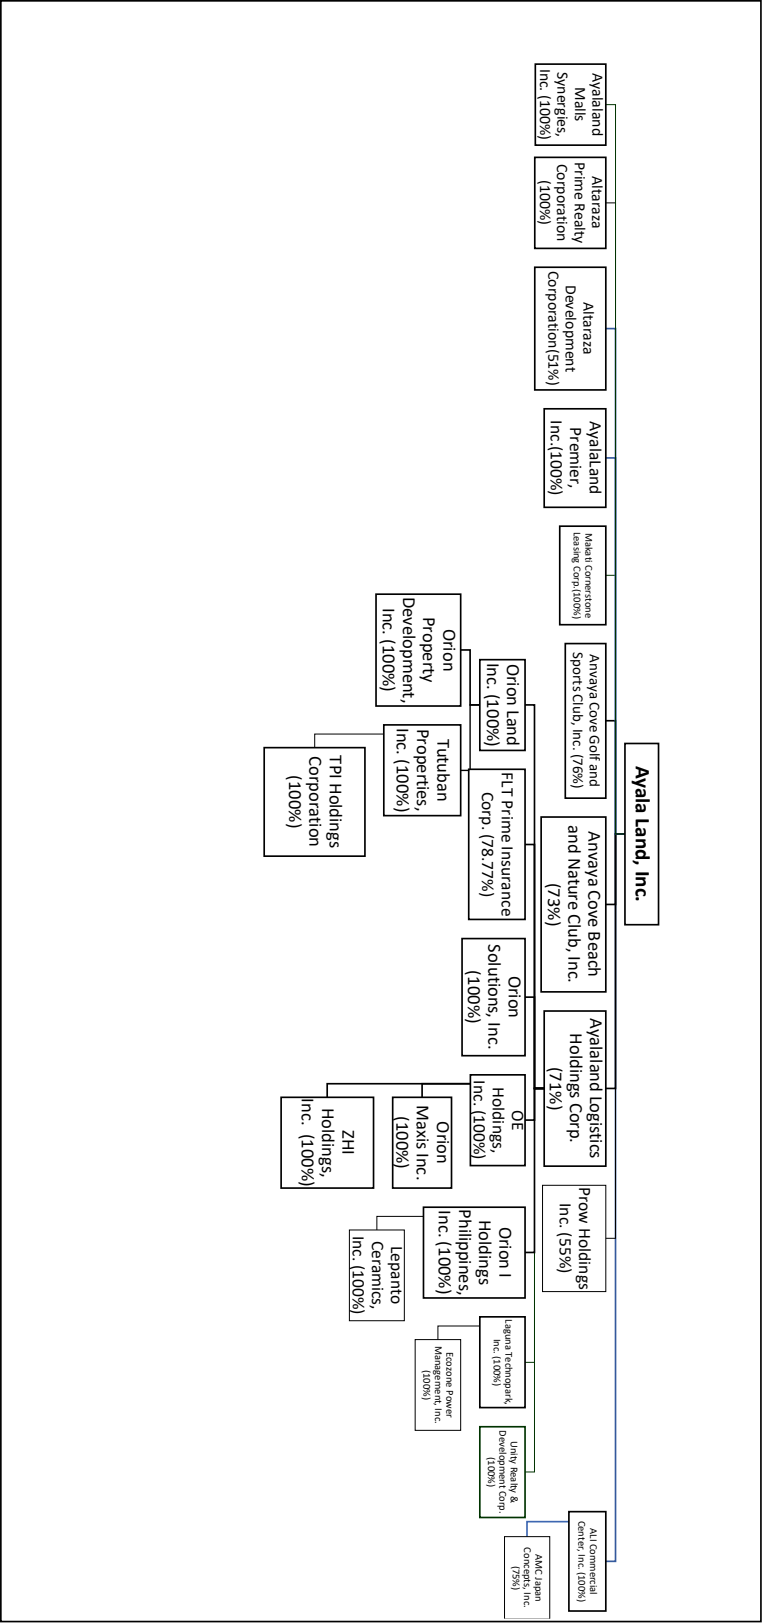 Ayala Land, Inc.
Ayalaland
Malls
Synergies,
Inc. (100%)
Altaraza
Prime Realty
Corporation
(100%)
Altaraza
Development
Corporation(51%)
AyalaLand
Premier,
Inc.(100%)
Makati Cornerstone
Leasing Corp.(100%)
Anvaya Cove Golf and
Sports Club, Inc. (76%)
Anvaya Cove Beach
and Nature Club, Inc.
(73%)
Ayalaland Logistics
Holdings Corp.
(71%)
Prow Holdings
Inc. (55%)
ALI Commercial
Center, Inc. (100%)
AMC Japan
Concepts, Inc.
(75%)
Orion Land
Inc. (100%)
FLT Prime Insurance
Corp. (78.77%)
Orion
Solutions, Inc.
(100%)
OE
Holdings,
Inc. (100%)
Orion I
Holdings
Philippines,
Inc. (100%)
Laguna Technopark,
Inc. (100%)
Unity Realty &
Development Corp.
(100%)
Orion
Property
Development,
Inc. (100%)
Tutuban
Properties,
Inc. (100%)
TPI Holdings
Corporation
(100%)
Orion
Maxis Inc.
(100%)
ZHI
Holdings,
Inc. (100%)
Lepanto
Ceramics,
Inc. (100%)
Ecozone Power
Management, Inc.
(100%)